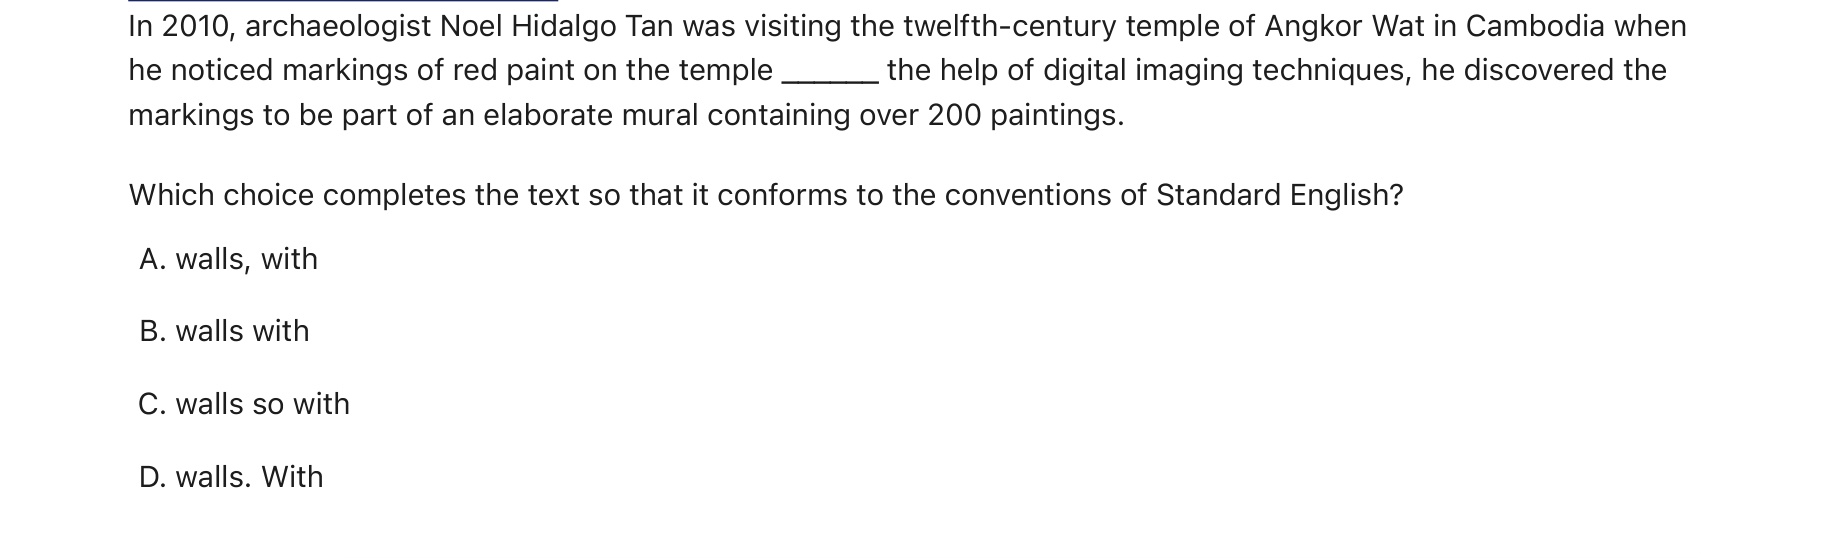 In 2010, archaeologist Noel Hidalgo Tan was visiting the twelfth-century temple of Angkor Wat in Cambodia when
he noticed markings of red paint on the temple ______ the help of digital imaging techniques, he discovered the
markings to be part of an elaborate mural containing over 200 paintings.
Which choice completes the text so that it conforms to the conventions of Standard English?
A. walls, with
B. walls with
C. walls so with
D. walls. With